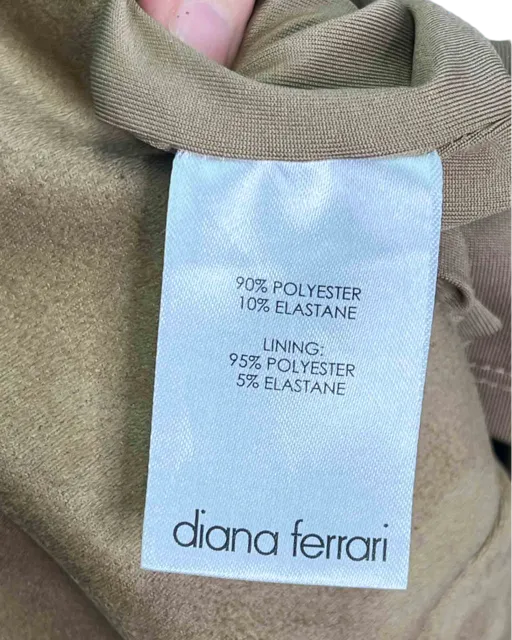 90% POLYESTER
10% ELASTANE
LINING:
95% POLYESTER
5% ELASTANE
diana ferrari